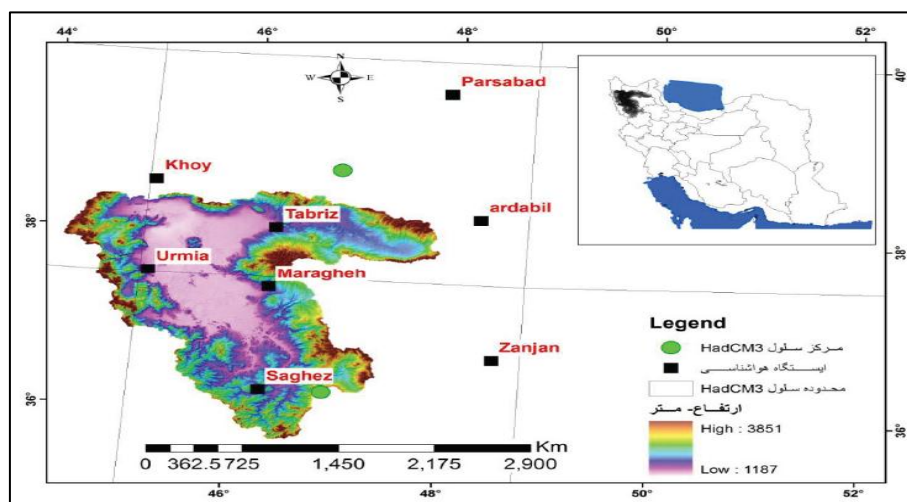 44° 46° 48° 50° 52°
N
W E
S
40°
Parsabad
Khoy
38°
Tabriz
ardabil
38°
Urmia
Maragheh
Zanjan
Saghez
36°
36°
Legend
مرکز سلول HadCM3
ایستگاه هواشناسی
محدوده سلول HadCM3
ارتفاع- متر
High : 3851
Low : 1187
Km
0 362.5725 1,450 2,175 2,900
46° 48° 50° 52°